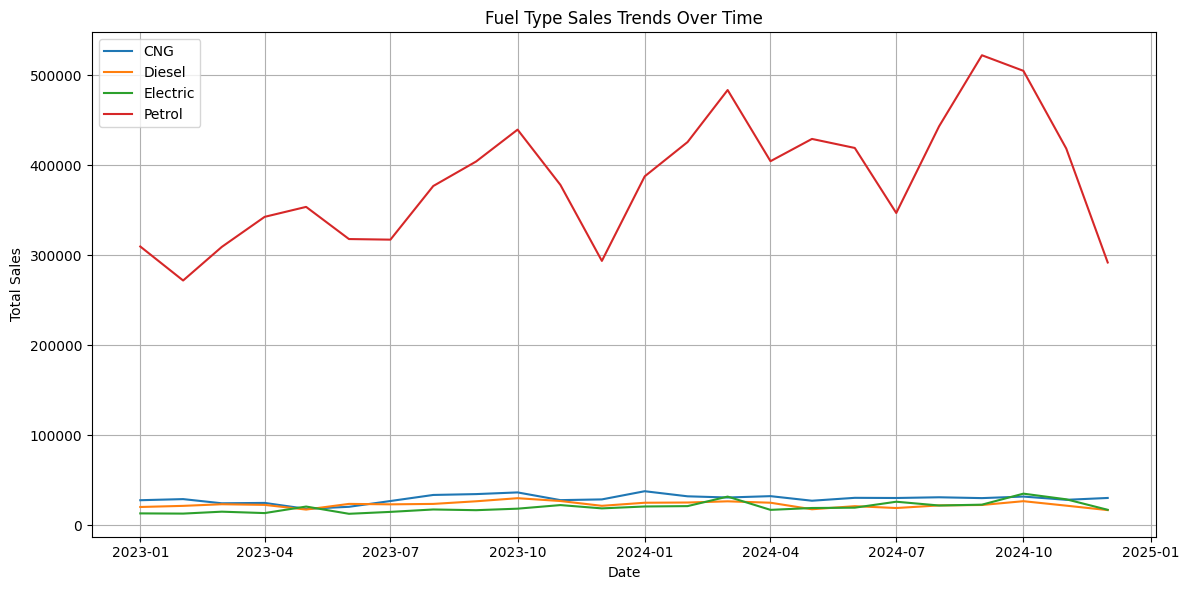 Fuel Type Sales Trends Over Time
CNG
Diesel
Electric
Petrol
500000
400000
300000
200000
100000
0
Total Sales
2023-01 2023-04 2023-07 2023-10 2024-01 2024-04 2024-07 2024-10 2025-01
Date